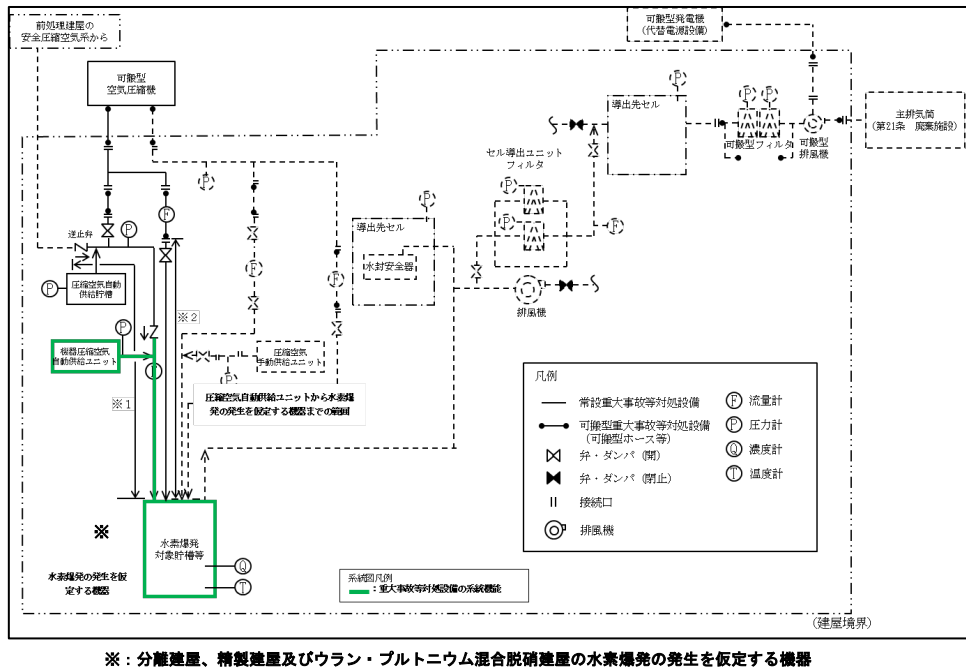 前処理建屋の
安全圧縮空気系から
可搬型
空気圧縮機
可搬型発電機
(代替電源設備)
主排気筒
(第21条 廃棄施設)
導出先セル
可搬型フィルタ
可搬型
排風機
セル導出ユニット
フィルタ
導出先セル
水封安全器
排風機
逆止弁
圧縮空気自動
供給貯槽
機器圧縮空気
自動供給ユニット
※1
※2
圧縮空気
手動供給ユニット
圧縮空気自動供給ユニットから水素爆
発の発生を仮定する機器までの範囲
P
F
T
Q
※
水素爆発
対象貯槽等
水素爆発の発生を仮
定する機器
凡例
常設重大事故等対処設備
可搬型重大事故等対処設備
(可搬型ホース等)
弁・ダンパ (開)
弁・ダンパ (閉止)
接続口
排風機
F 流量計
P 圧力計
Q 濃度計
T 温度計
系統図凡例
:重大事故等対処設備の系統機能
(建屋境界)
※:分離建屋、精製建屋及びウラン・プルトニウム混合脱硝建屋の水素爆発の発生を仮定する機器